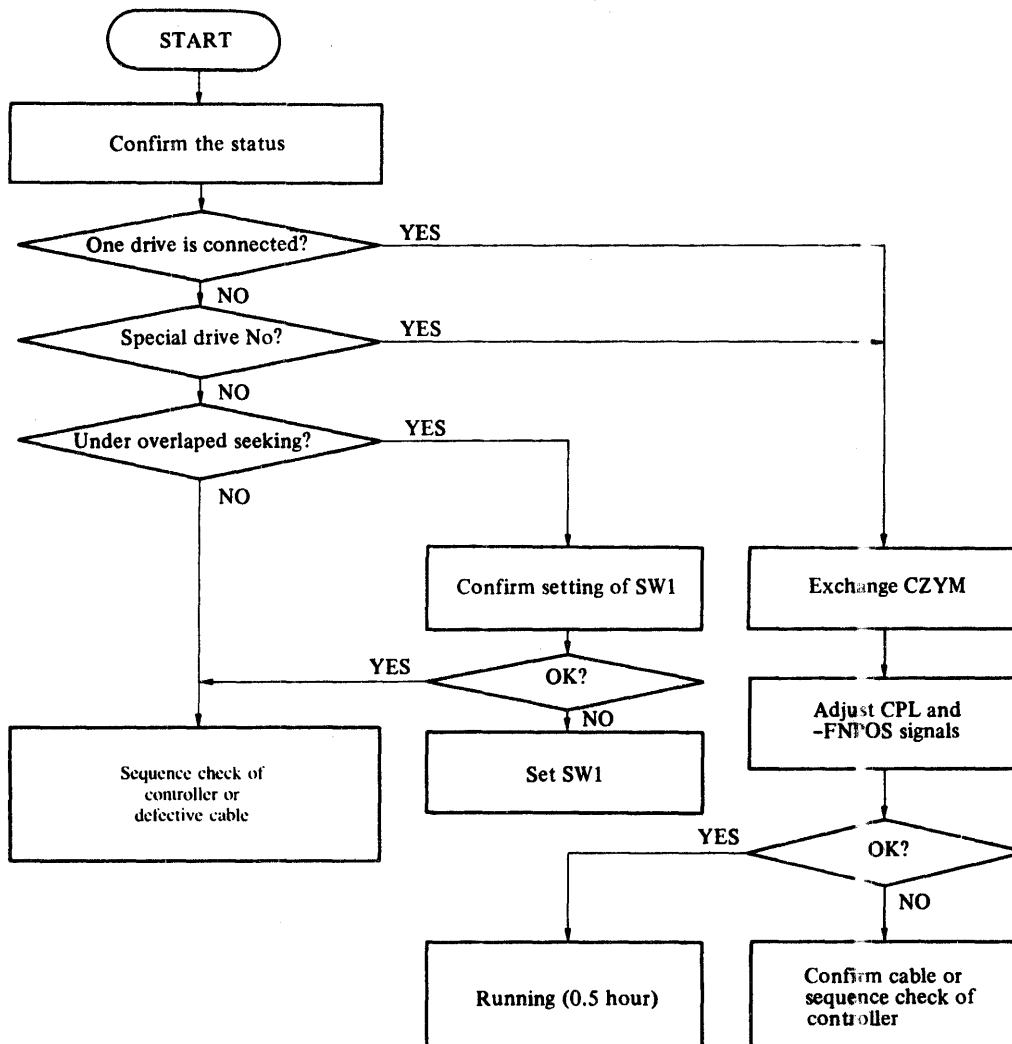 START
Confirm the status
One drive is connected?
YES
NO
Special drive No?
YES
NO
Under overlaped seeking?
YES
NO
Confirm setting of SW1
Exchange CZYM
YES
OK?
NO
Adjust CPL and
-FNPOS signals
Sequence check of
controller or
defective cable
Set SW1
YES
OK?
NO
Running (0.5 hour)
Confirm cable or
sequence check of
controller